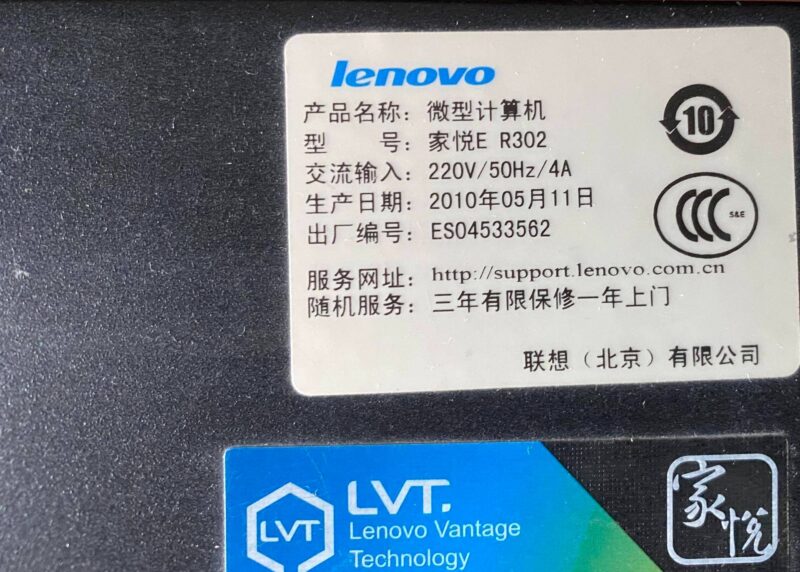 lenovo
产品名称：微型计算机
型 号：家悦E R302
交流输入：220V/50Hz/4A
生产日期：2010年05月11日
出厂编号：ES04533562
10
CCC S&E
服务网址：http://support.lenovo.com.cn
随机服务：三年有限保修一年上门
联想（北京）有限公司
LVT
LVT.
Lenovo Vantage
Technology
家悦